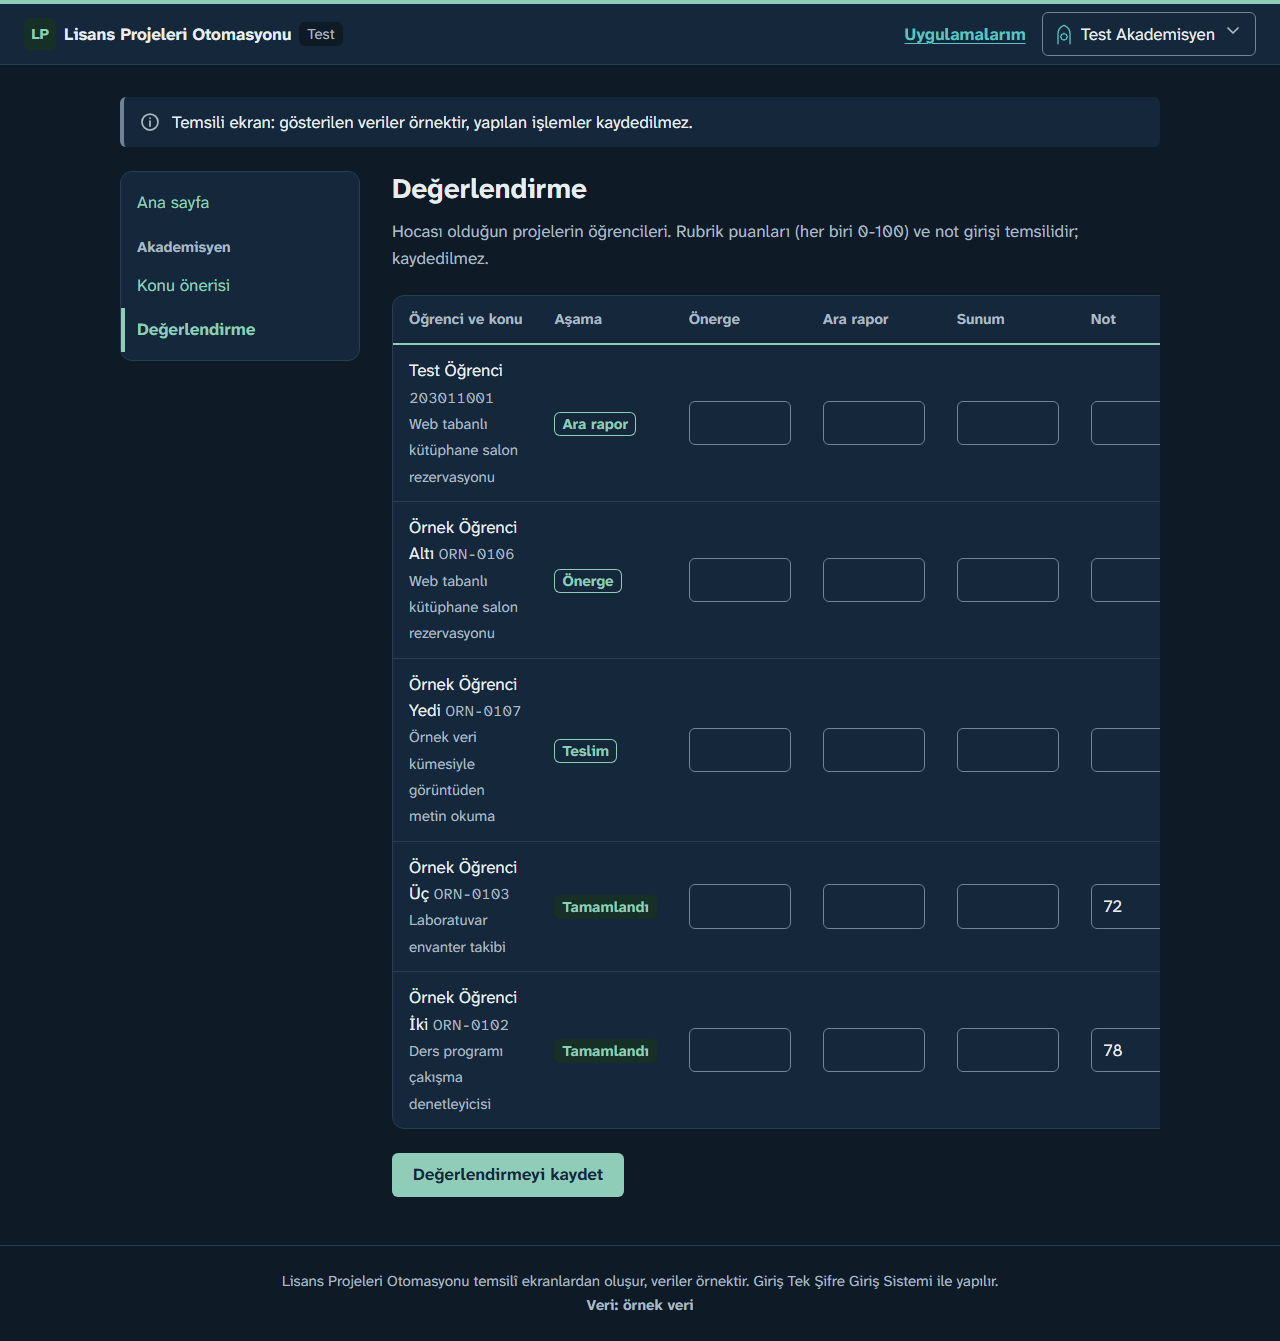 LP Lisans Projeleri Otomasyonu Test
Uygulamalarım
Test Akademisyen
Temsili ekran: gösterilen veriler örnektir, yapılan işlemler kaydedilmez.
Ana sayfa
Akademisyen
Konu önerisi
Değerlendirme
Değerlendirme
Hocası olduğun projelerin öğrencileri. Rubrik puanları (her biri 0-100) ve not girişi temsilidir;
kaydedilmez.
Öğrenci ve konu Aşama Önerge Ara rapor Sunum Not
Test Öğrenci
203011001
Web tabanlı
kütüphane salon
rezervasyonu
Ara rapor
Örnek Öğrenci
Altı ORN-0106
Web tabanlı
kütüphane salon
rezervasyonu
Önerge
Örnek Öğrenci
Yedi ORN-0107
Örnek veri
kümesiyle
görüntüden
metin okuma
Teslim
Örnek Öğrenci
Üç ORN-0103
Laboratuvar
envanter takibi
Tamamlandı
72
Örnek Öğrenci
İki ORN-0102
Ders programı
çakışma
denetleyicisi
Tamamlandı
78
Değerlendirmeyi kaydet
Lisans Projeleri Otomasyonu temsilî ekranlardan oluşur, veriler örnektir. Giriş Tek Şifre Giriş Sistemi ile yapılır.
Veri: örnek veri